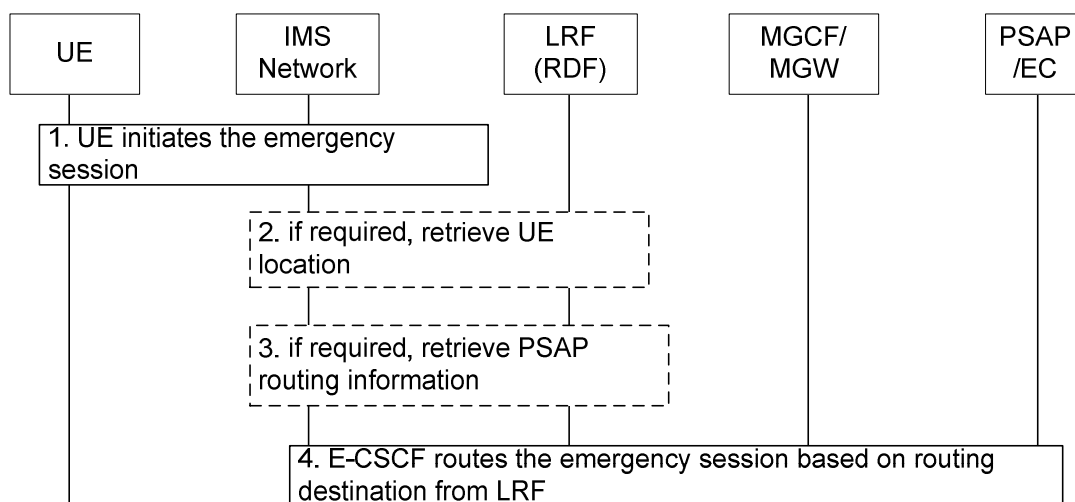 UE
IMS
Network
LRF
(RDF)
MGCF/
MGW
PSAP
/EC
1. UE initiates the emergency
session
2. if required, retrieve UE
location
3. if required, retrieve PSAP
routing information
4. E-CSCF routes the emergency session based on routing
destination from LRF